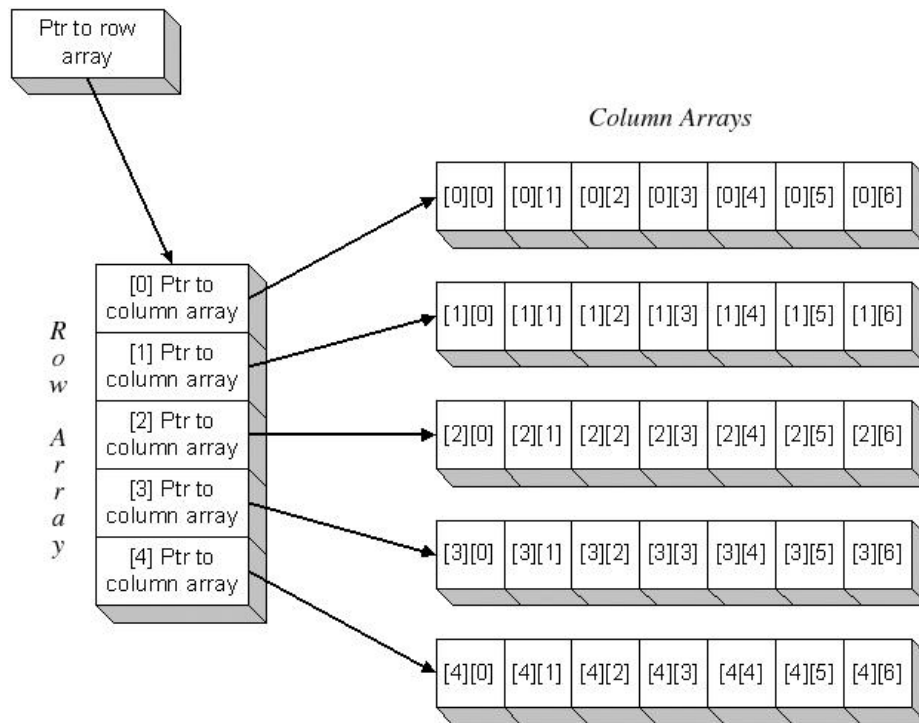 Ptr to row
array
Column Arrays
[0][0] [0][1] [0][2] [0][3] [0][4] [0][5] [0][6]
[0] Ptr to
column array
[1][0] [1][1] [1][2] [1][3] [1][4] [1][5] [1][6]
[1] Ptr to
column array
Row Array
[2] Ptr to
column array
[2][0] [2][1] [2][2] [2][3] [2][4] [2][5] [2][6]
[3] Ptr to
column array
[3][0] [3][1] [3][2] [3][3] [3][4] [3][5] [3][6]
[4] Ptr to
column array
[4][0] [4][1] [4][2] [4][3] [4[4] [4][5] [4][6]